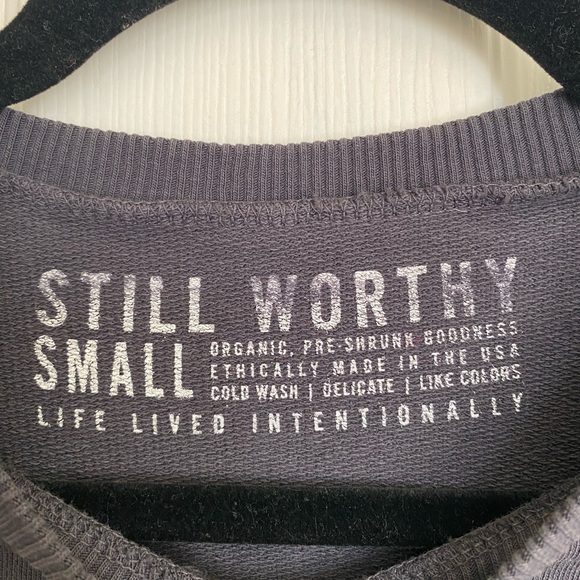 STILL WORTHY
SMALL
ORGANIC, PRE-SHRUNK GOODNESS
ETHICALLY MADE IN THE USA
COLD WASH | DELICATE | LIKE COLORS
LIFE LIVED INTENTIONALLY